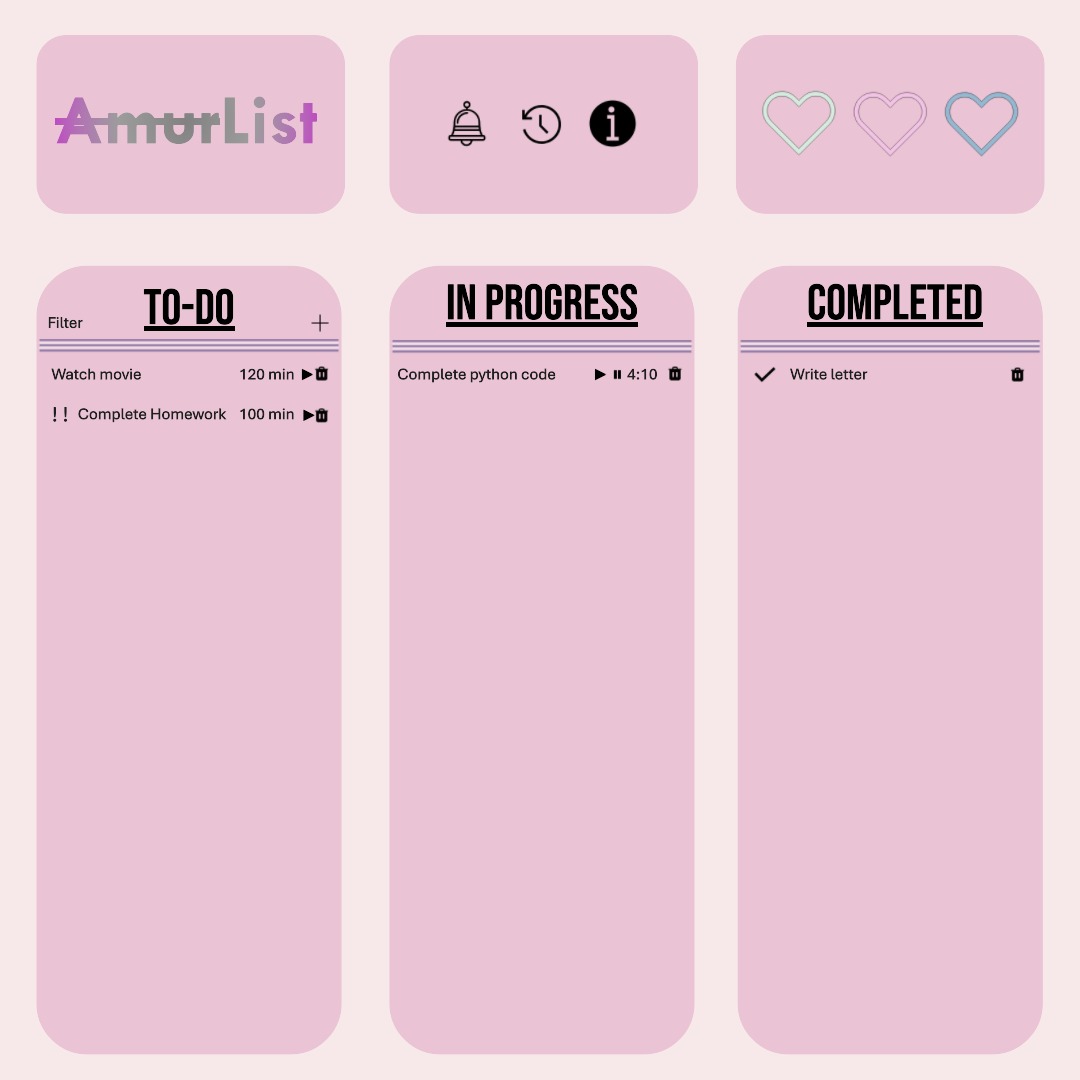 AmurList
TO-DO
Filter
Watch movie 120 min
!! Complete Homework 100 min
IN PROGRESS
Complete python code 4:10
COMPLETED
Write letter